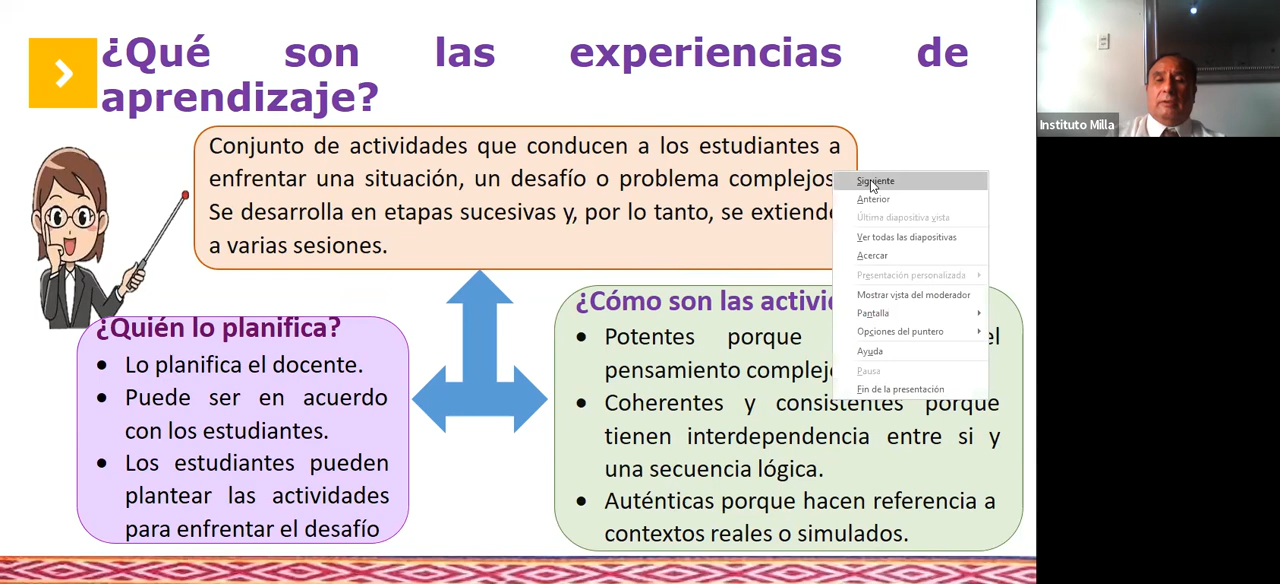 ¿Qué son las experiencias de
aprendizaje?
Instituto Milla
Conjunto de actividades que conducen a los estudiantes a
enfrentar una situación, un desafío o problema complejos
Se desarrolla en etapas sucesivas y, por lo tanto, se extiende
a varias sesiones.
Siguiente
Anterior
Última diapositiva vista
Ver todas las diapositivas
Acercar
Presentación personalizada
Mostrar vista del moderador
Pantalla
Opciones del puntero
Ayuda
Pausa
Fin de la presentación
¿Quién lo planifica?
Lo planifica el docente.
Puede ser en acuerdo
con los estudiantes.
Los estudiantes pueden
plantear las actividades
para enfrentar el desafío
¿Cómo son las
Potentes porque el
pensamiento
Coherentes y consistentes porque
tienen interdependencia entre si y
una secuencia lógica.
Auténticas porque hacen referencia a
contextos reales o simulados.